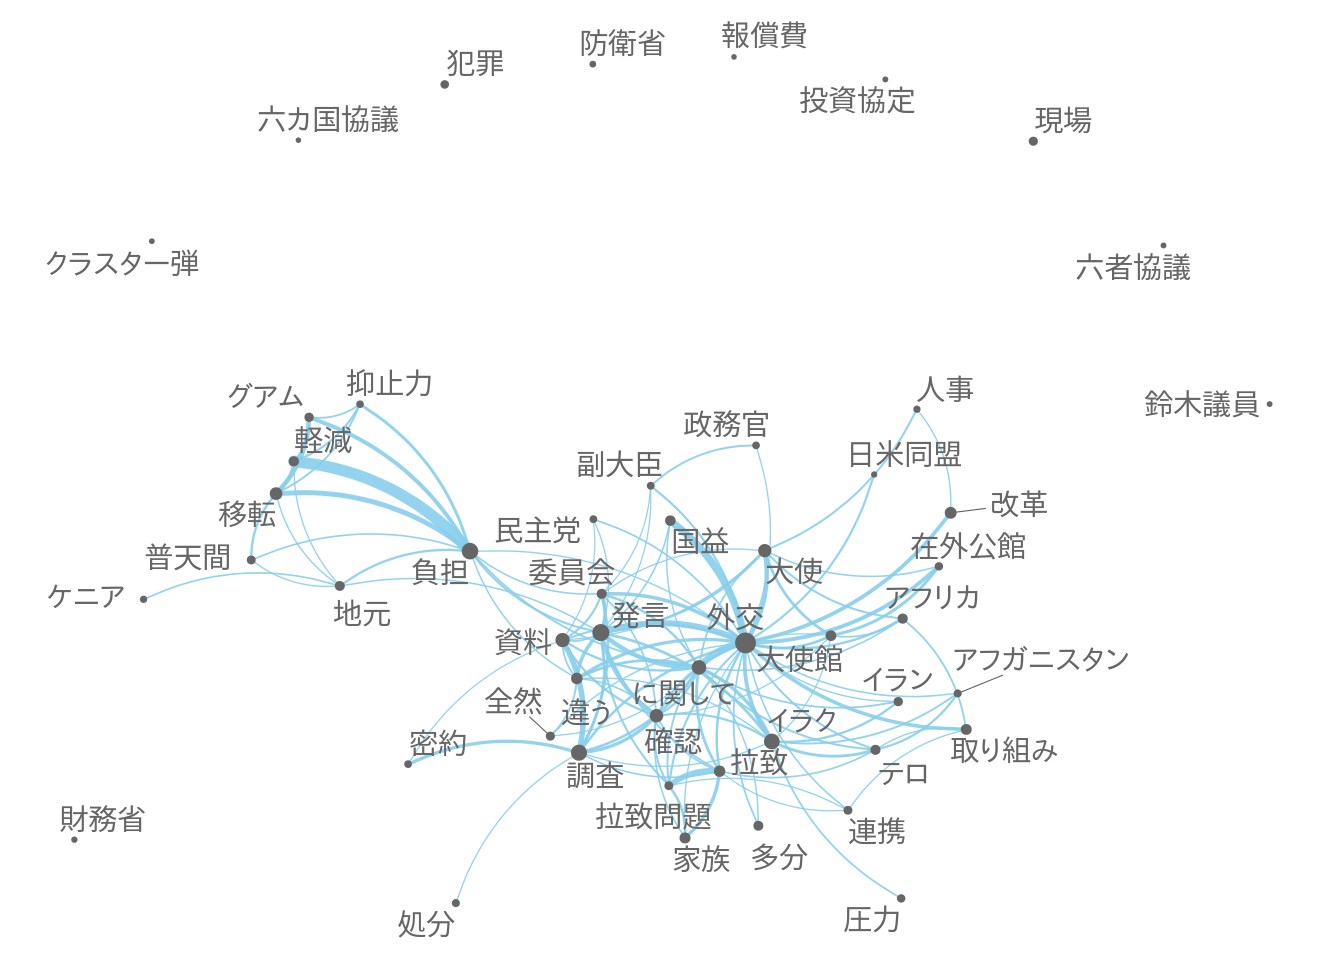 報償費
防衛省
犯罪
投資協定
六カ国協議
現場
クラスター弾
六者協議
抑止力
人事
グアム
鈴木議員
政務官
軽減
日米同盟
副大臣
改革
移転
民主党
国益
在外公館
普天間
負担
委員会
大使
ケニア
アフリカ
地元
発言
外交
資料
大使館
アフガニスタン
イラン
に関して
全然
違う
イラク
密約
確認
取り組み
拉致
調査
テロ
拉致問題
財務省
連携
家族
多分
圧力
処分